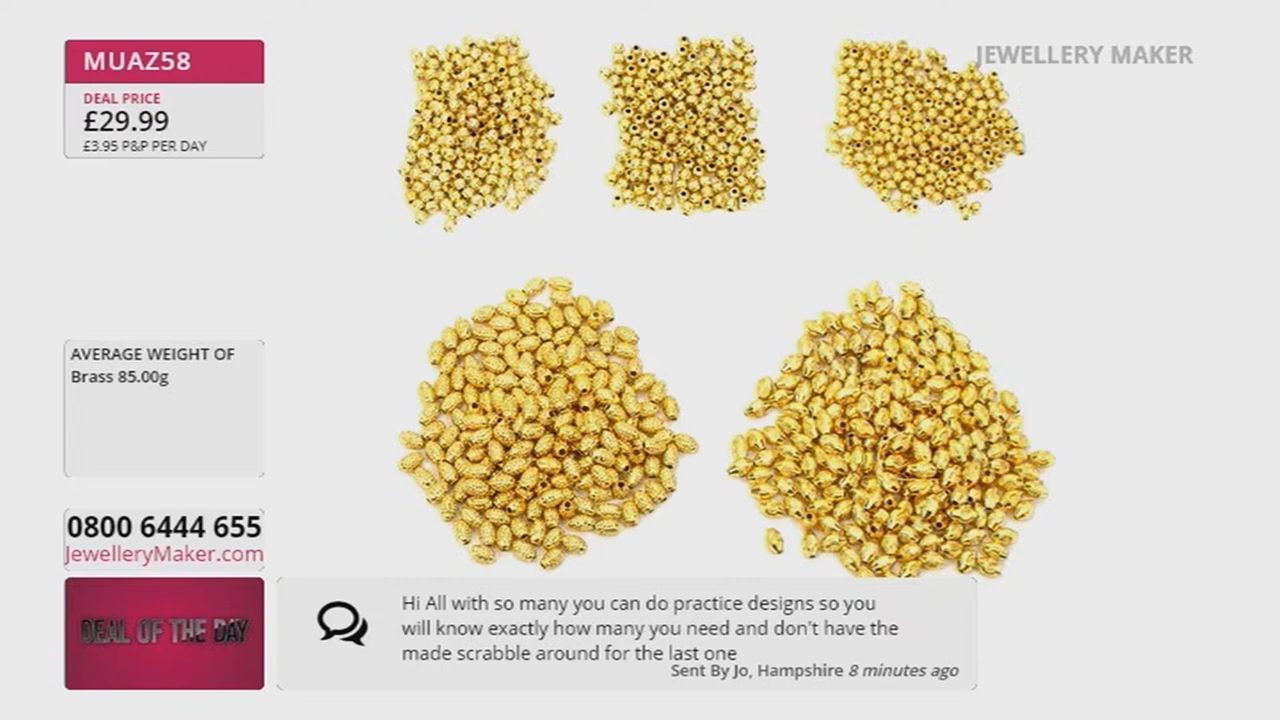 MUAZ58
DEAL PRICE
£29.99
£3.95 P&P PER DAY
JEWELLERY MAKER
AVERAGE WEIGHT OF
Brass 85.00g
0800 6444 655
JewelleryMaker.com
DEAL OF THE DAY
Hi All with so many you can do practice designs so you
will know exactly how many you need and don't have the
made scrabble around for the last one
Sent By Jo, Hampshire 8 minutes ago